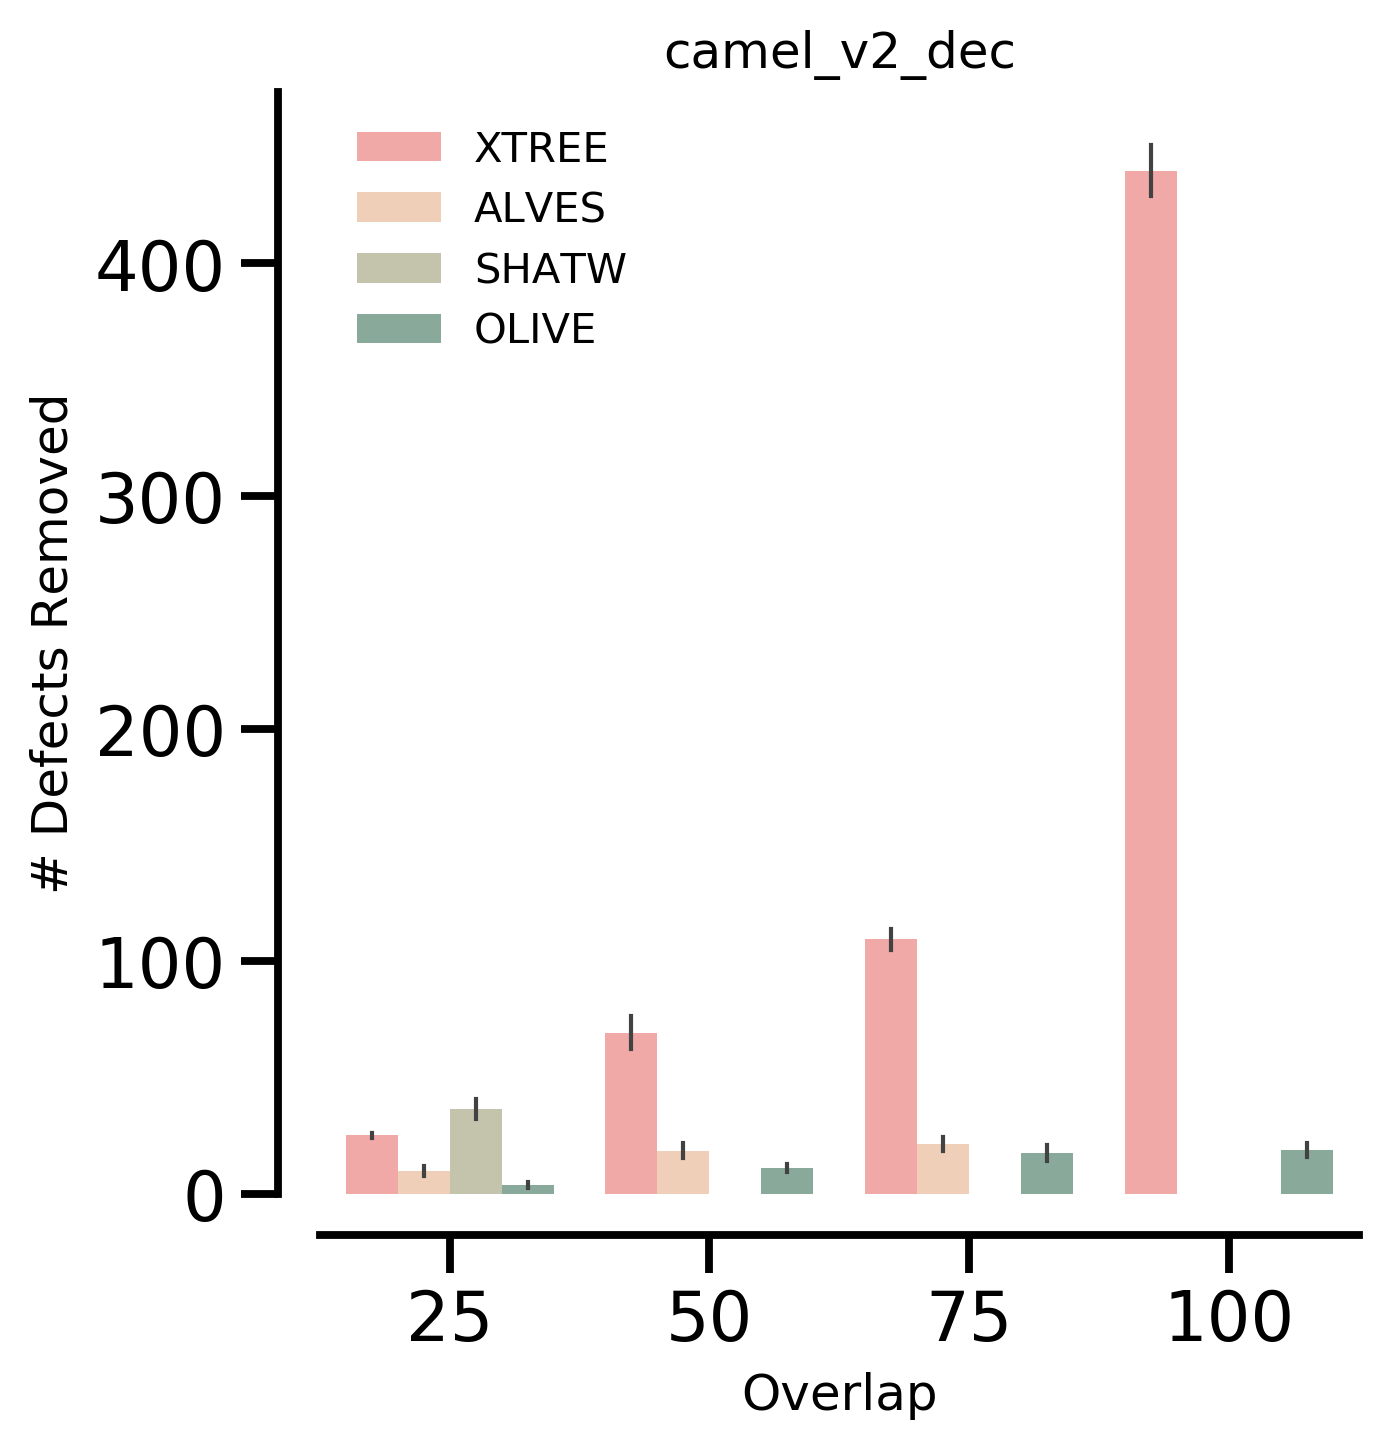 camel_v2_dec
XTREE
ALVES
SHATW
OLIVE
# Defects Removed
400
300
200
100
0
25 50 75 100
Overlap